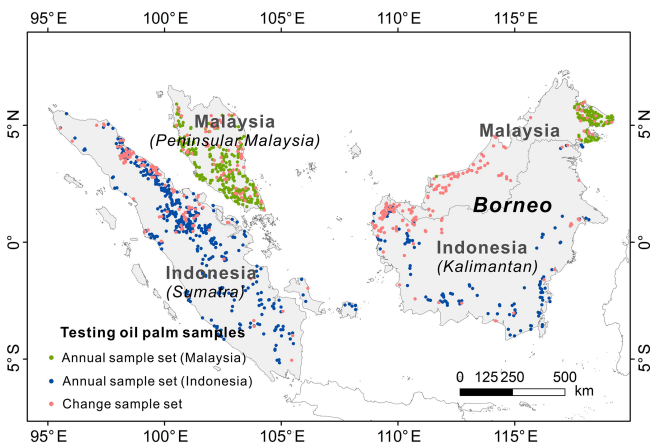 95°E 100°E 105°E 110°E 115°E
5°N 5°N
Malaysia
(Peninsular Malaysia)
Malaysia
Borneo
0° 0°
Indonesia
(Kalimantan)
Indonesia
(Sumatra)
Testing oil palm samples
Annual sample set (Malaysia)
Annual sample set (Indonesia)
Change sample set
5°S 5°S
0 125 250 500
km
95°E 100°E 105°E 110°E 115°E